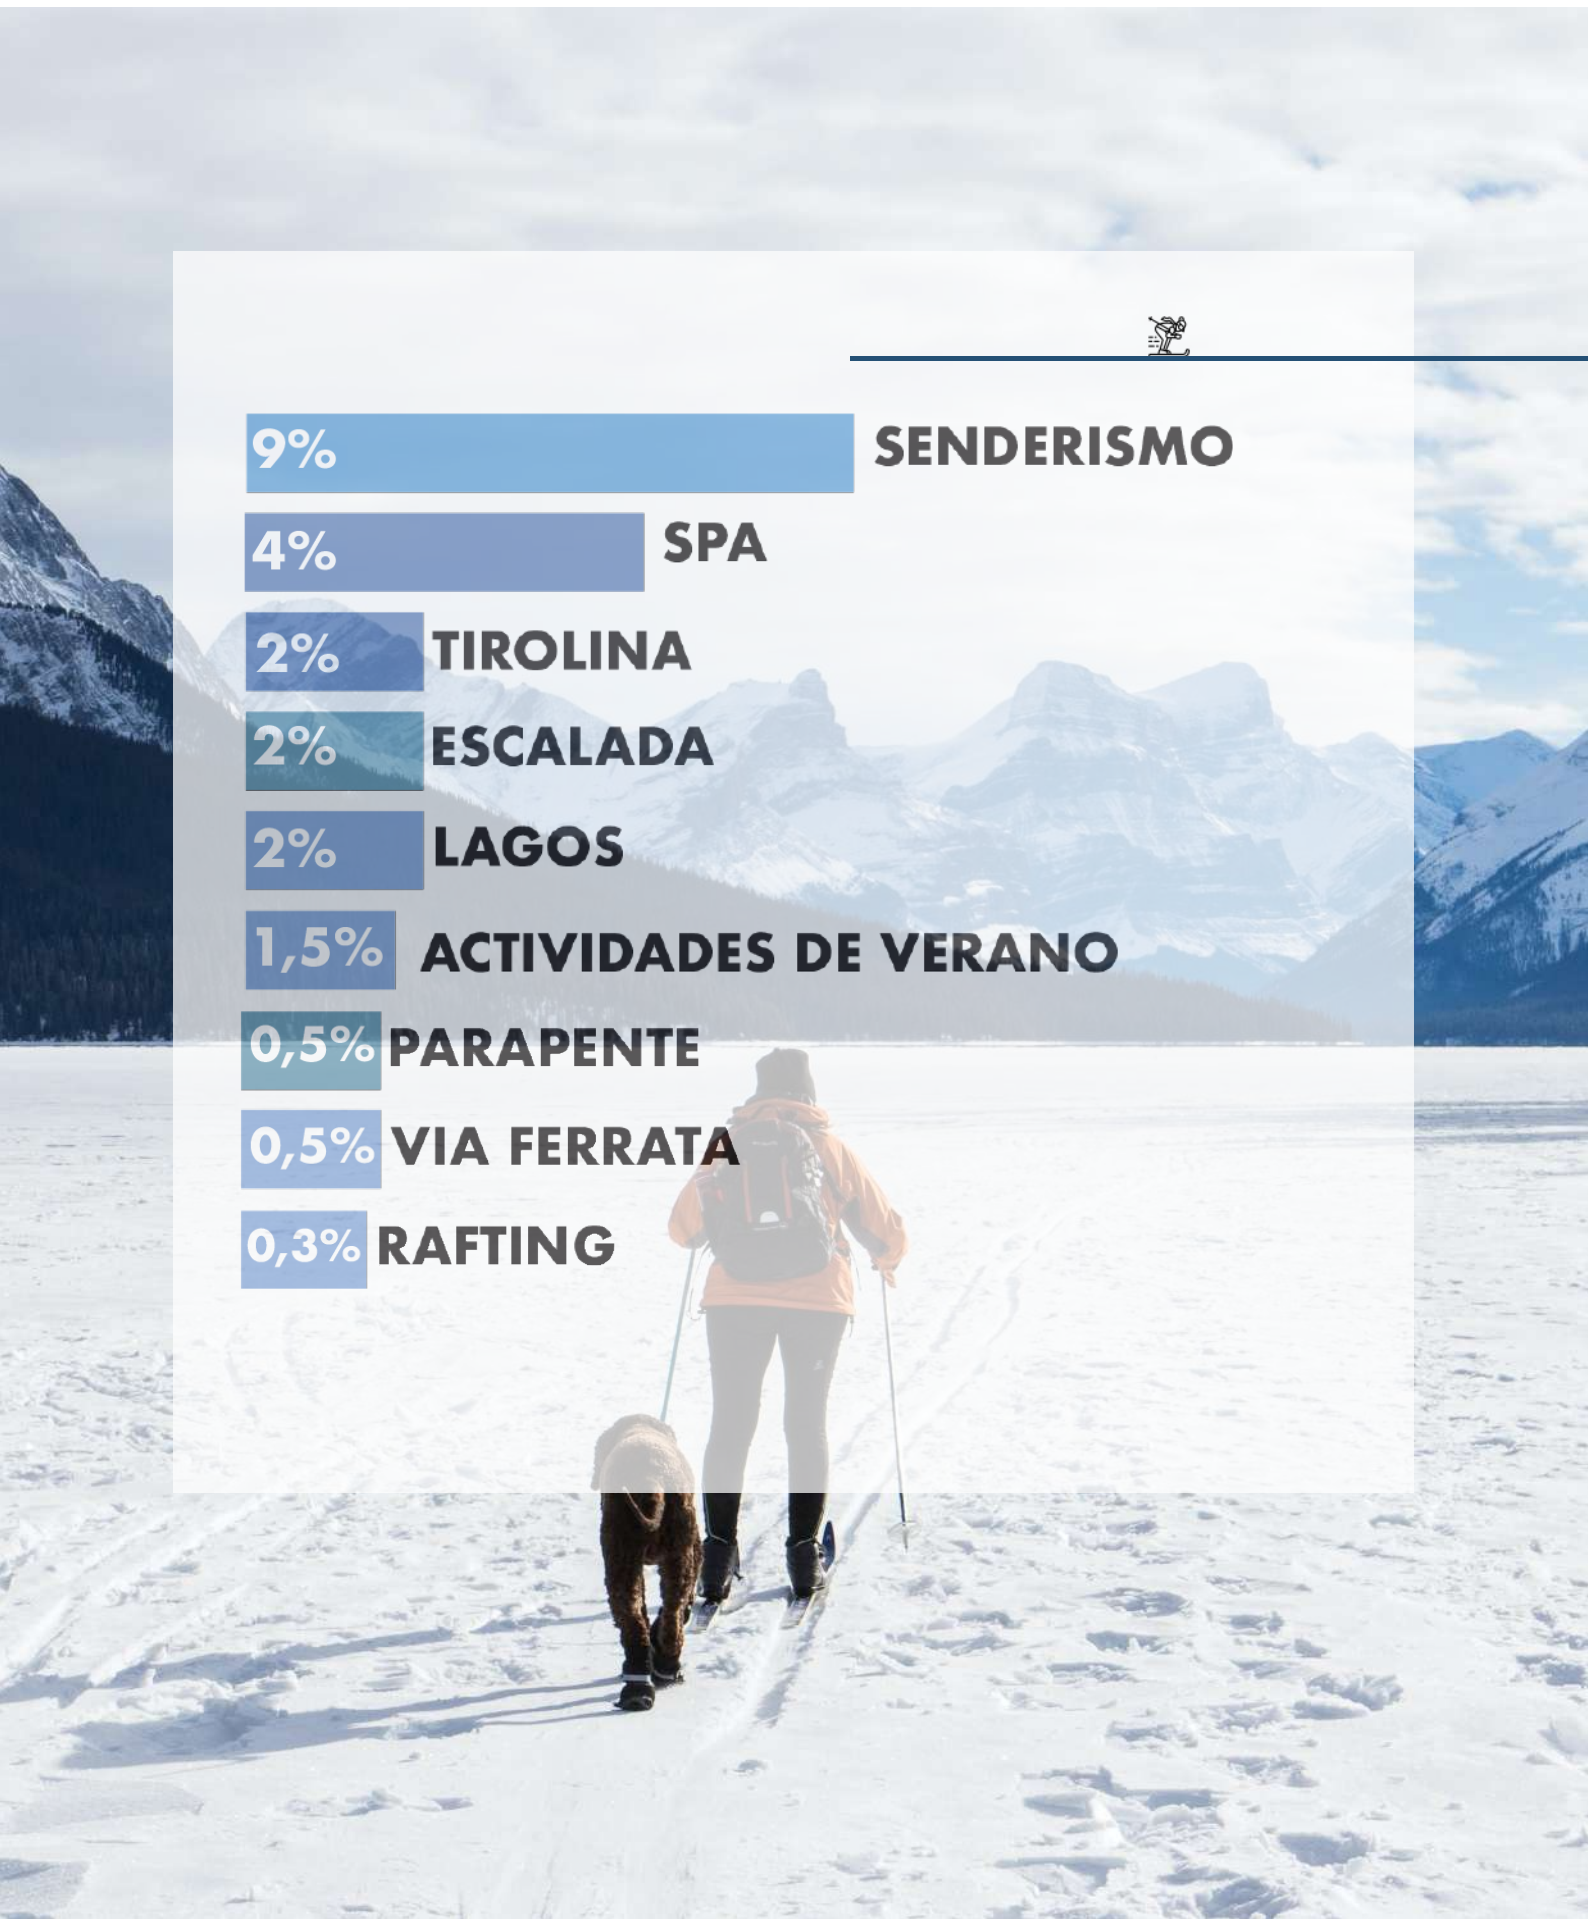 9% SENDERISMO
4% SPA
2% TIROLINA
2% ESCALADA
2% LAGOS
1,5% ACTIVIDADES DE VERANO
0,5% PARAPENTE
0,5% VIA FERRATA
0,3% RAFTING